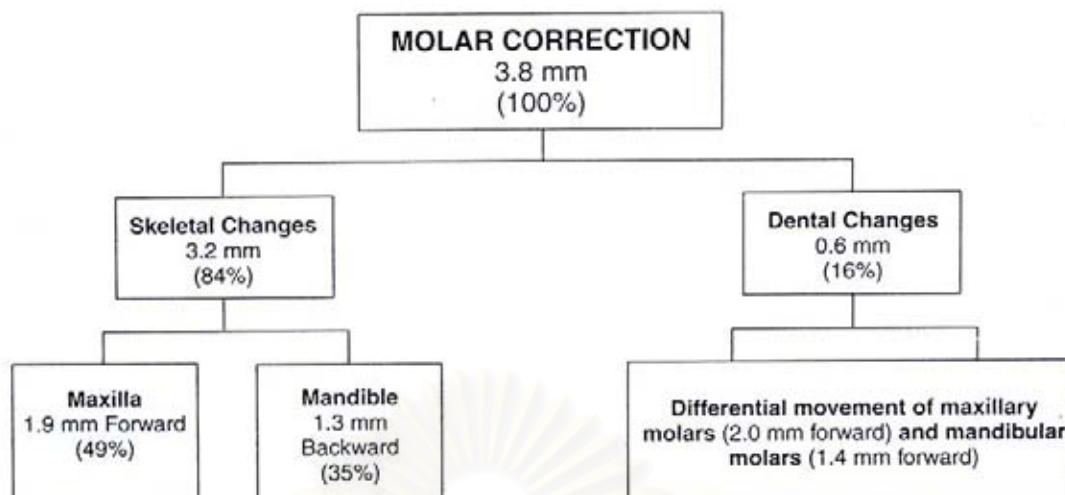 MOLAR CORRECTION
3.8 mm
(100%)
Skeletal Changes
3.2 mm
(84%)
Dental Changes
0.6 mm
(16%)
Maxilla
1.9 mm Forward
(49%)
Mandible
1.3 mm
Backward
(35%)
Differential movement of maxillary
molars (2.0 mm forward) and mandibular
molars (1.4 mm forward)